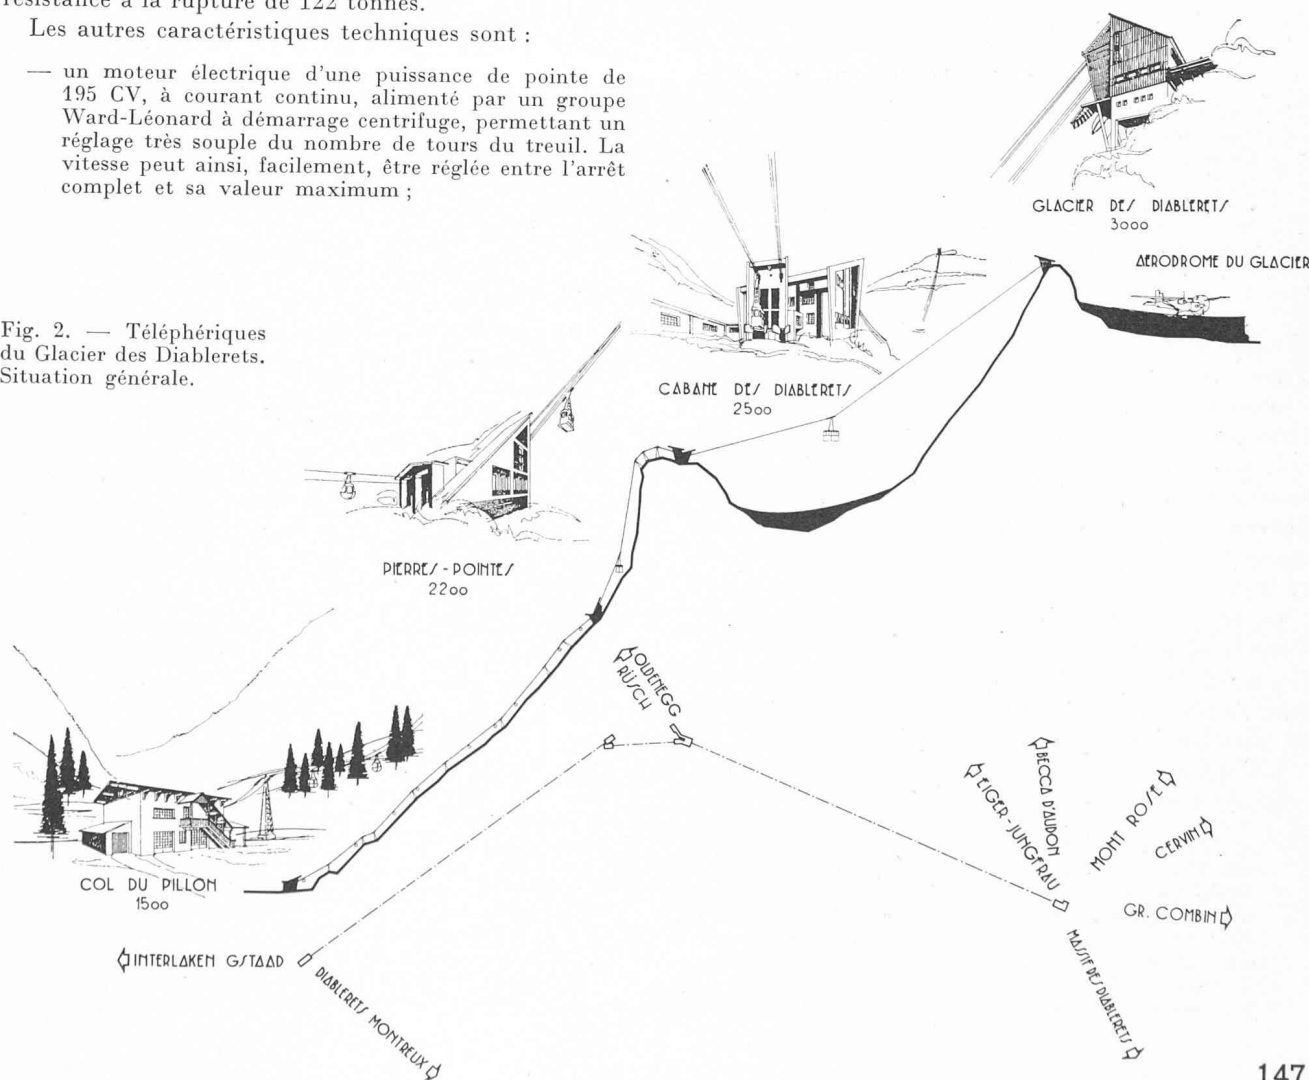 résistance à la rupture de 122 tonnes.
Les autres caractéristiques techniques sont :
— un moteur électrique d'une puissance de pointe de
195 CV, à courant continu, alimenté par un groupe
Ward-Léonard à démarrage centrifuge, permettant un
réglage très souple du nombre de tours du treuil. La
vitesse peut ainsi, facilement, être réglée entre l'arrêt
complet et sa valeur maximum ;
GLACIER DES DIABLERETS
3000
AERODROME DU GLACIER
Fig. 2. — Téléphériques
du Glacier des Diablerets.
Situation générale.
CABANE DES DIABLERETS
2500
PIERRES - POINTES
2200
OLDENEGG
RÜSCH
COL DU PILLON
1500
BECCA D'AUDON
EIGER - JUNGFRAU
MONT ROSE
CERVIN
GR. COMBIN
MASSIF DES DIABLERETS
INTERLAKEN GSTAAD
DIABLERETS MONTREUX
147